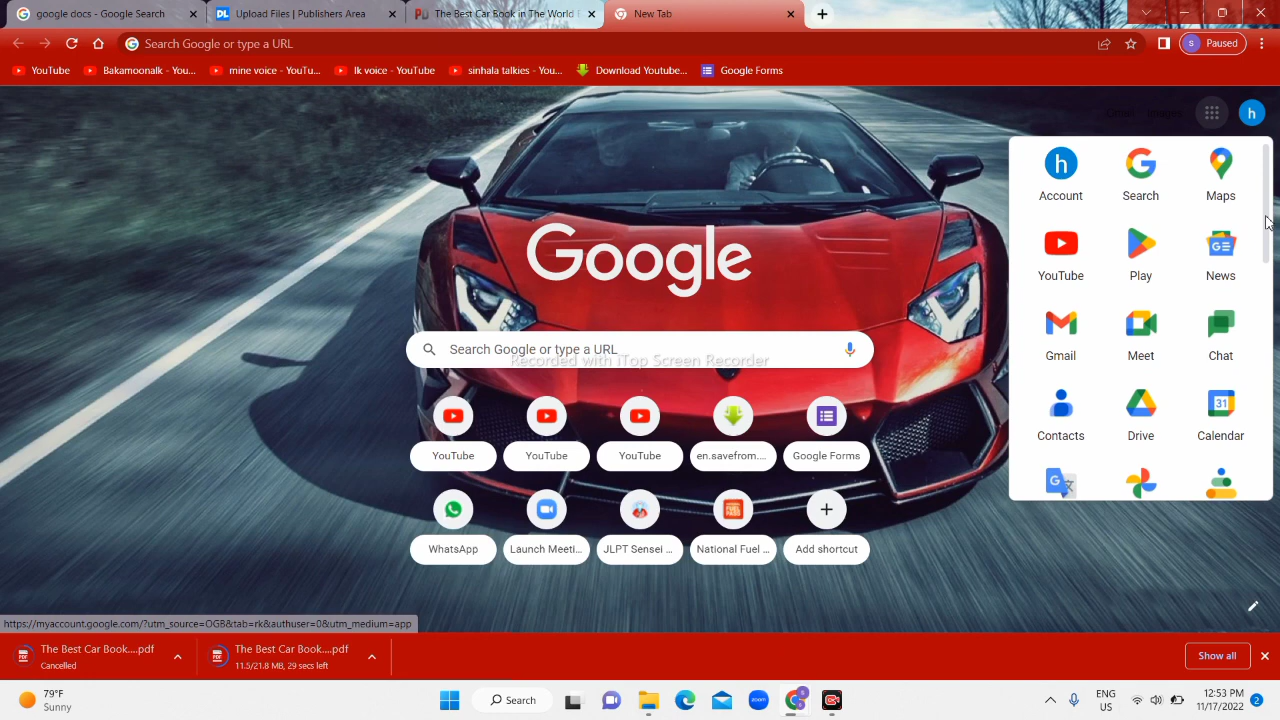 google docs - Google Search
Upload Files | Publishers Area
The Best Car Book in The World
New Tab
Search Google or type a URL
Paused
YouTube
Bakamoonalk - You...
mine voice - YouTu...
lk voice - YouTube
sinhala talkies - You...
Download Youtube...
Google Forms
h
Account
Search
Maps
YouTube
Play
News
Gmail
Meet
Chat
Contacts
Drive
Calendar
Google
Search Google or type a URL
Recorded with iTop Screen Recorder
YouTube
YouTube
YouTube
en.savefrom....
Google Forms
WhatsApp
Launch Meeti...
JLPT Sensei ...
National Fuel ...
Add shortcut
https://myaccount.google.com/?utm_source=OGB&tab=rk&authuser=0&utm_medium=app
The Best Car Book....pdf
Cancelled
The Best Car Book....pdf
11.5/21.8 MB, 29 secs left
Show all
79°F
Sunny
Search
ENG
US
12:53 PM
11/17/2022
2